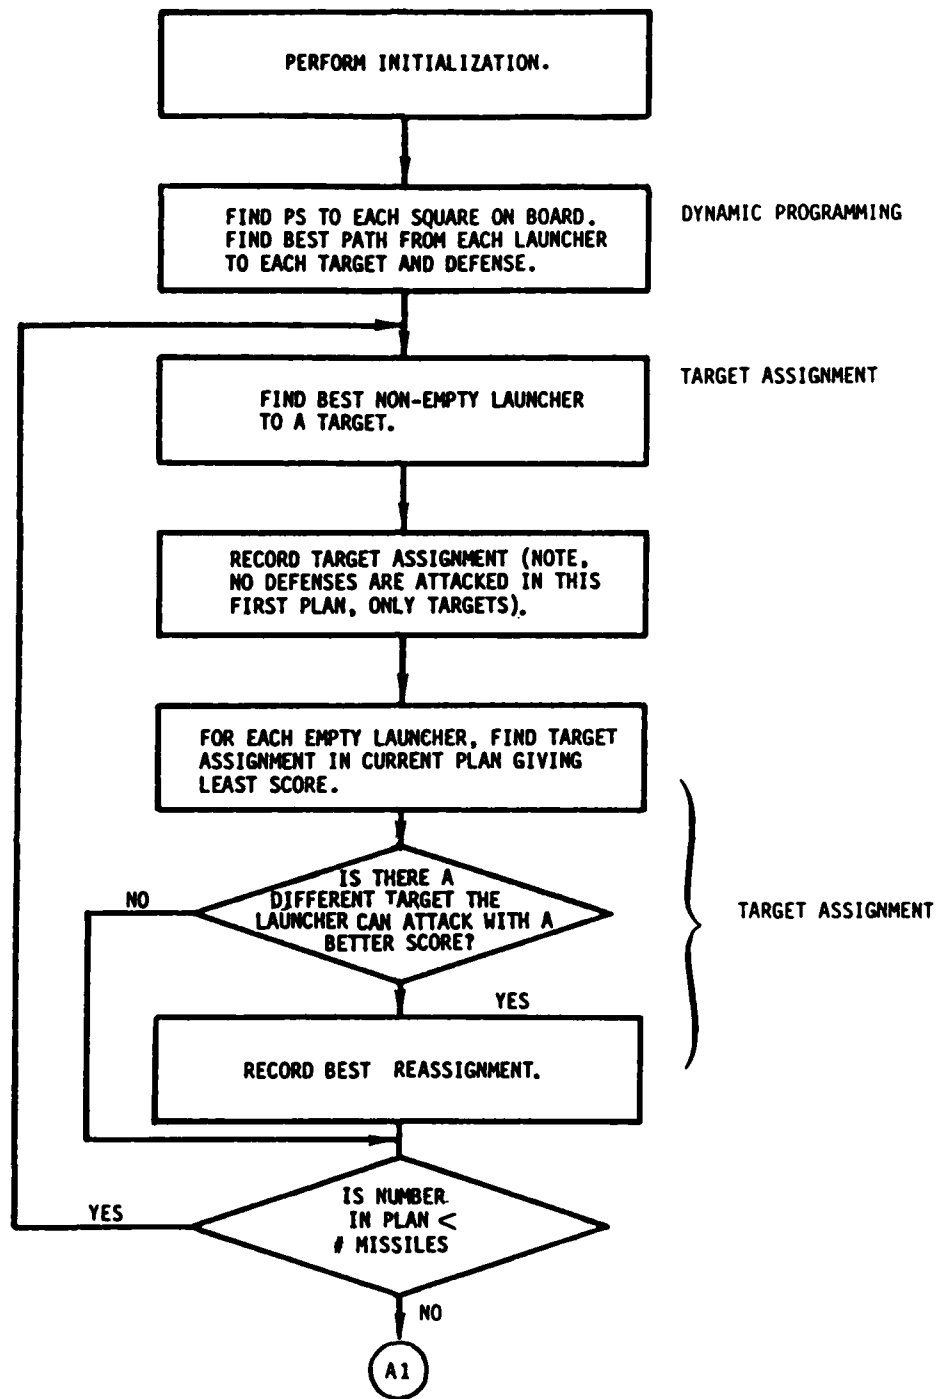 PERFORM INITIALIZATION.
FIND PS TO EACH SQUARE ON BOARD.
FIND BEST PATH FROM EACH LAUNCHER
TO EACH TARGET AND DEFENSE.
DYNAMIC PROGRAMMING
FIND BEST NON-EMPTY LAUNCHER
TO A TARGET.
TARGET ASSIGNMENT
RECORD TARGET ASSIGNMENT (NOTE,
NO DEFENSES ARE ATTACKED IN THIS
FIRST PLAN, ONLY TARGETS).
FOR EACH EMPTY LAUNCHER, FIND TARGET
ASSIGNMENT IN CURRENT PLAN GIVING
LEAST SCORE.
IS THERE A
DIFFERENT TARGET THE
LAUNCHER CAN ATTACK WITH A
BETTER SCORE?
NO
TARGET ASSIGNMENT
YES
RECORD BEST REASSIGNMENT.
IS NUMBER
IN PLAN <
# MISSILES
YES
NO
A1